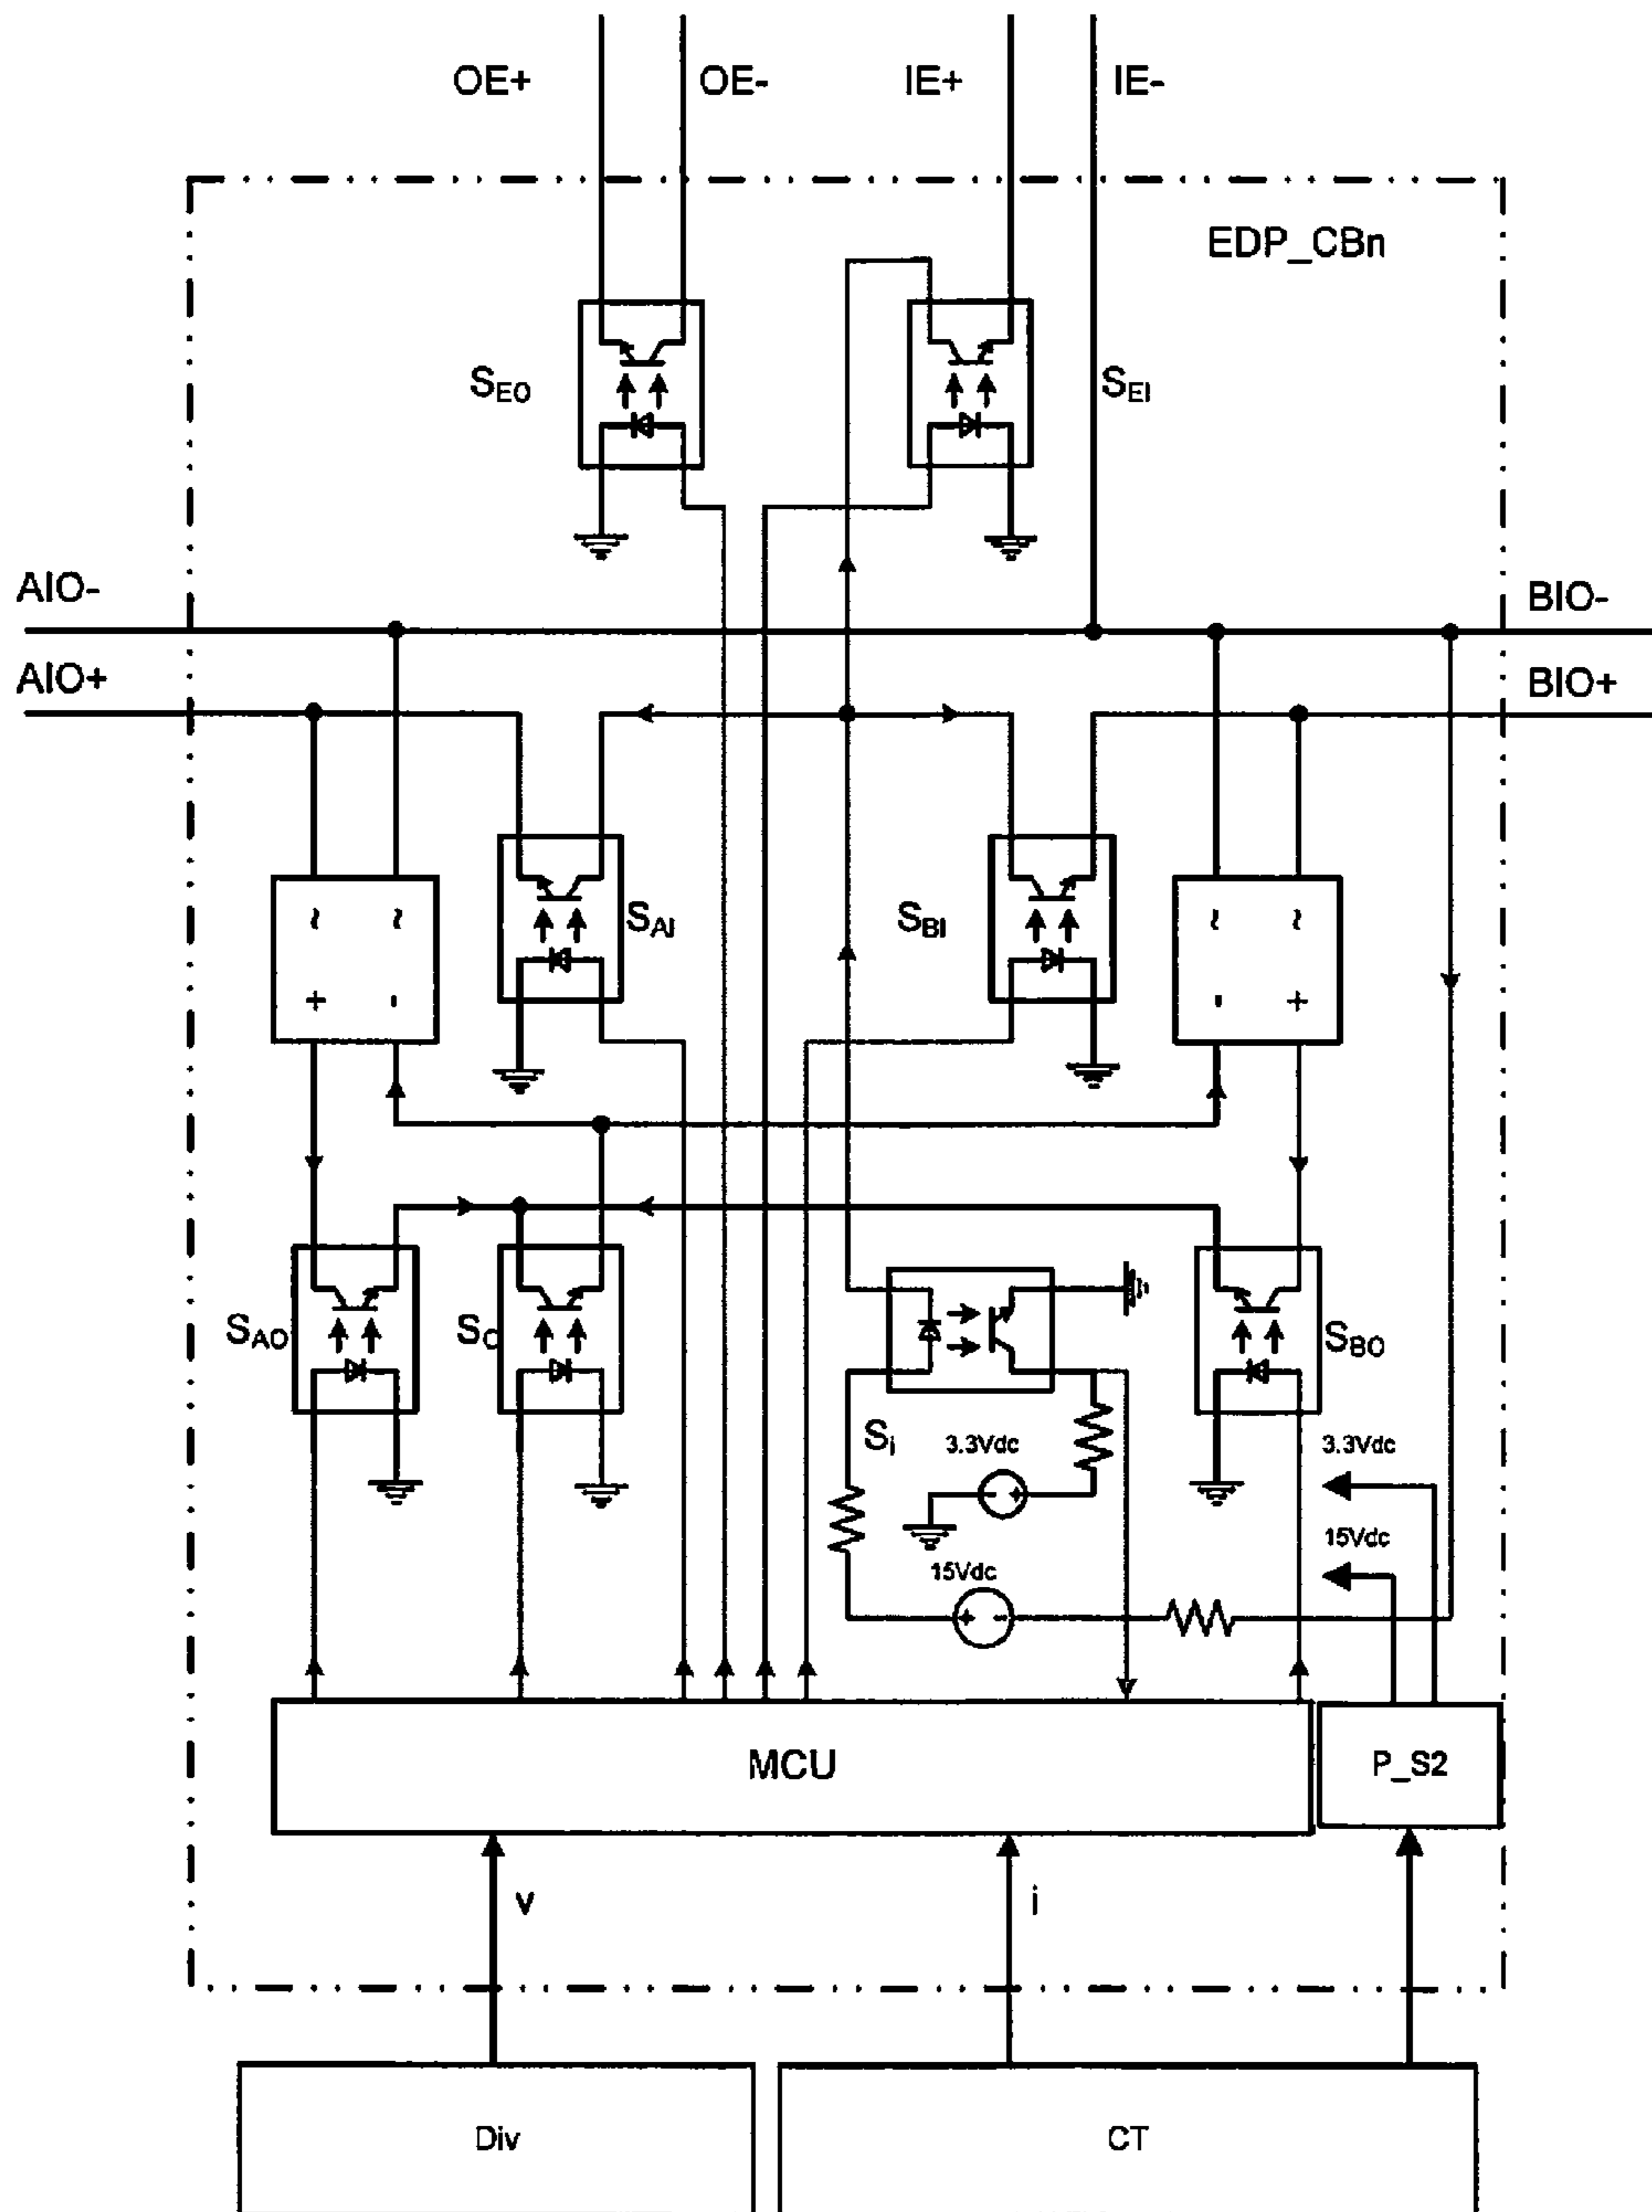 OE+ OE- IE+ IE-
EDP_CBn
SEO SEI
AIO- BIO-
AIO+ BIO+
SAI SBI
~ ~ ~ ~
+ - - +
SAO SO SBO
Si 3.3Vdc 3.3Vdc
- +
15Vdc 15Vdc
+ -
MCU P_S2
v i
Div CT